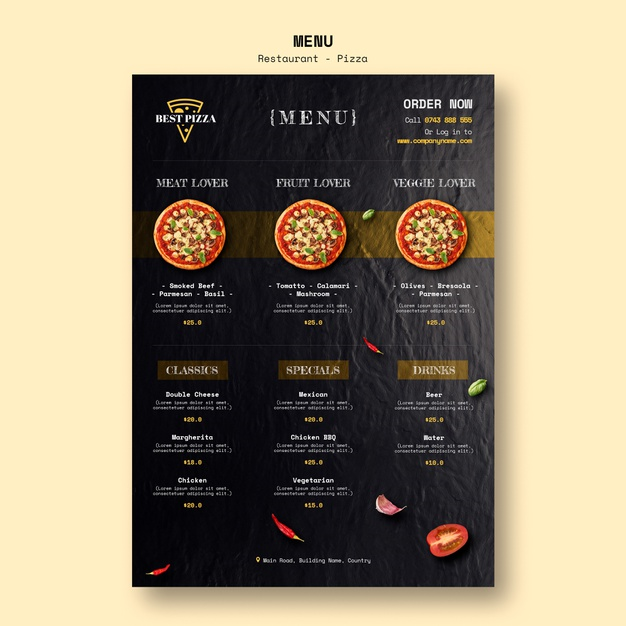 MENU
Restaurant - Pizza
BEST PIZZA
{MENU}
ORDER NOW
Call 0743 888 555
Or Log in to
www.companyname.com
MEAT LOVER
- Smoked Beef -
- Parmesan - Basil -
(Lorem ipsum dolor sit amet,
consectetuer adipiscing elit.)
$25.0
FRUIT LOVER
- Tomatto - Calamari -
- Mashroom -
(Lorem ipsum dolor sit amet,
consectetuer adipiscing elit.)
$25.0
VEGGIE LOVER
- Olives - Bresaola -
- Parmesan -
(Lorem ipsum dolor sit amet,
consectetuer adipiscing elit.)
$25.0
CLASSICS
Double Cheese
(Lorem ipsum dolor sit amet,
consectetuer adipiscing elit.)
$20.0
Margherita
(Lorem ipsum dolor sit amet,
consectetuer adipiscing elit.)
$18.0
Chicken
(Lorem ipsum dolor sit amet,
consectetuer adipiscing elit.)
$20.0
SPECIALS
Mexican
(Lorem ipsum dolor sit amet,
consectetuer adipiscing elit.)
$20.0
Chicken BBQ
(Lorem ipsum dolor sit amet,
consectetuer adipiscing elit.)
$25.0
Vegetarian
(Lorem ipsum dolor sit amet,
consectetuer adipiscing elit.)
$15.0
DRINKS
Beer
(Lorem ipsum dolor sit amet,
consectetuer adipiscing elit.)
$25.0
Water
(Lorem ipsum dolor sit amet,
consectetuer adipiscing elit.)
$10.0
Main Road, Building Name, Country